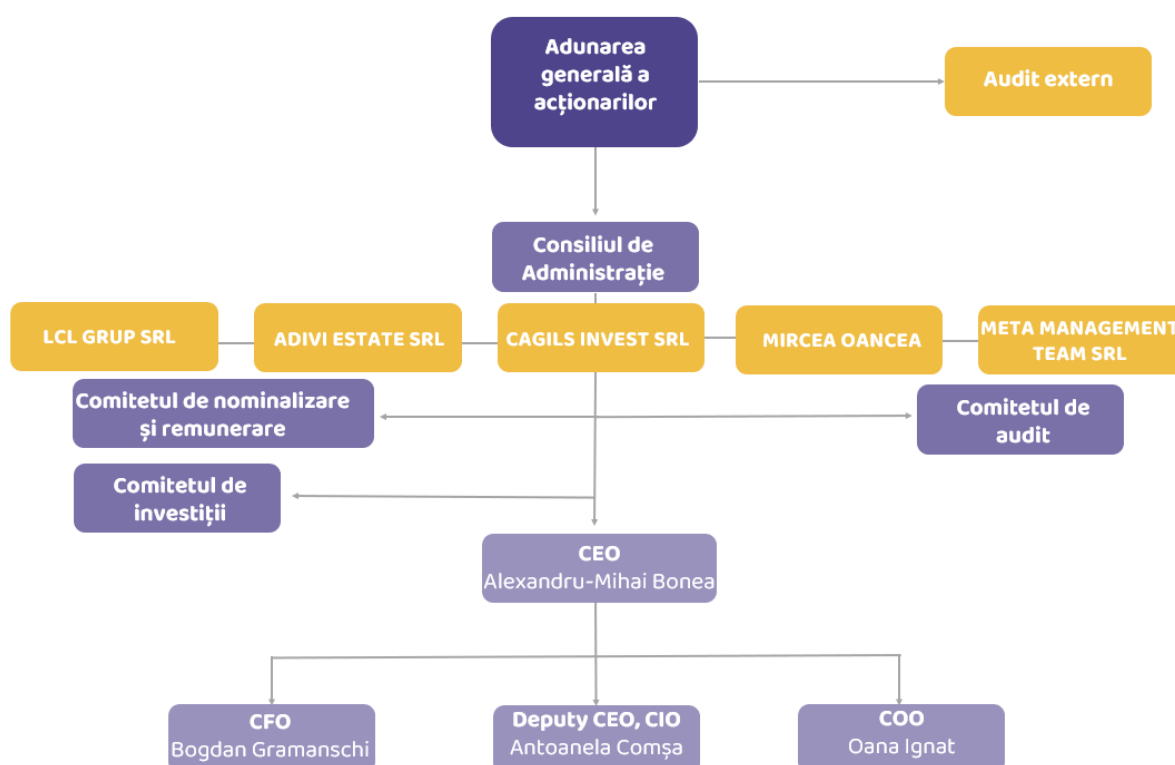 Adunarea
generală a
acționarilor
Audit extern
Consiliul de
Administrație
LCL GRUP SRL
ADIVI ESTATE SRL
CAGILS INVEST SRL
MIRCEA OANCEA
META MANAGEMENT
TEAM SRL
Comitetul de nominalizare
și remunerare
Comitetul de
audit
Comitetul de
investiții
CEO
Alexandru-Mihai Bonea
CFO
Bogdan Gramanschi
Deputy CEO, CIO
Antoanela Comșa
COO
Oana Ignat